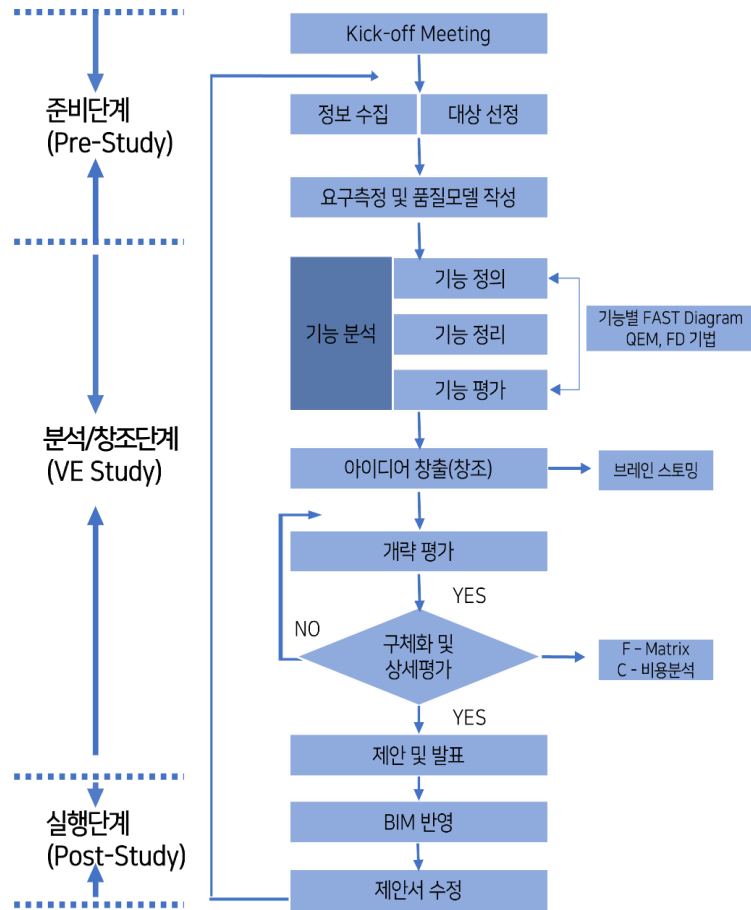 Kick-off Meeting
준비단계
(Pre-Study)
정보 수집
대상 선정
요구측정 및 품질모델 작성
기능 분석
기능 정의
기능 정리
기능 평가
기능별 FAST Diagram
QEM, FD 기법
분석/창조단계
(VE Study)
아이디어 창출(창조)
브레인 스토밍
개략 평가
YES
NO
구체화 및
상세평가
F - Matrix
C - 비용분석
YES
제안 및 발표
실행단계
(Post-Study)
BIM 반영
제안서 수정